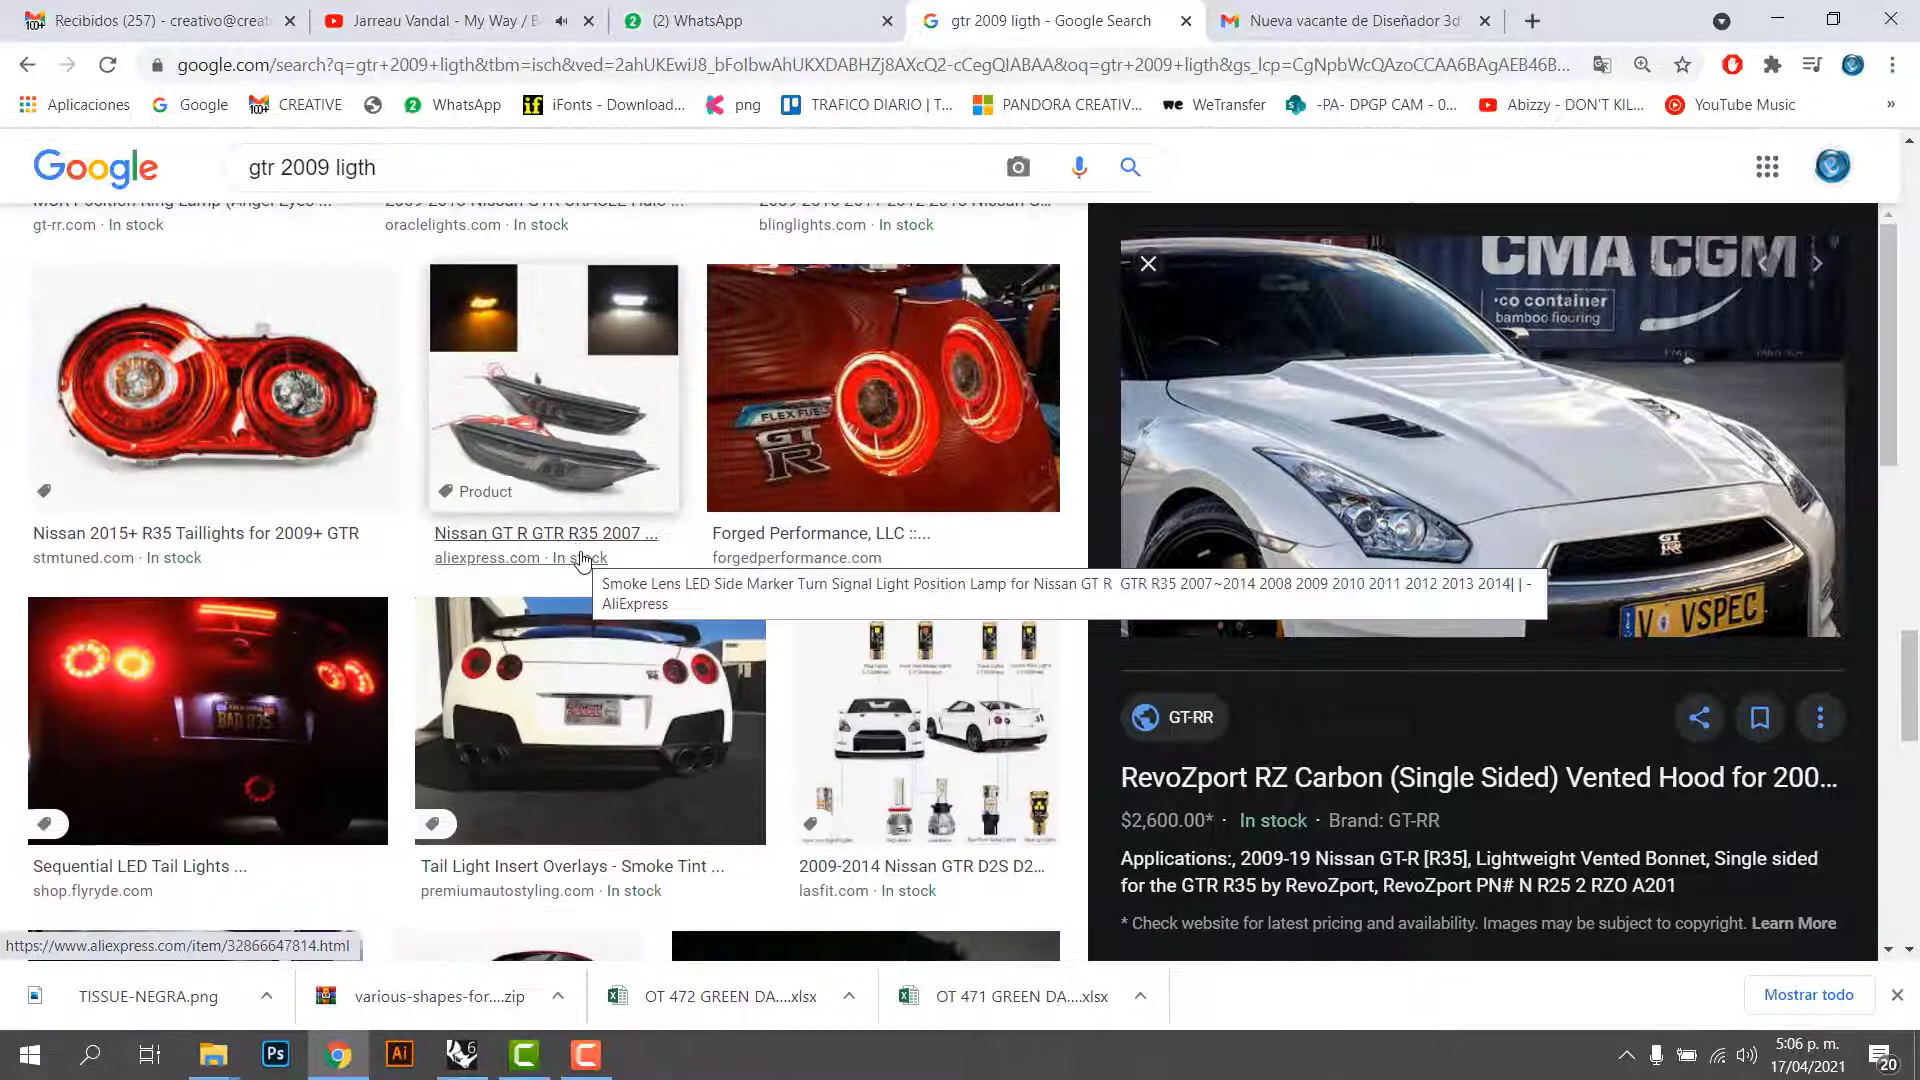 Recibidos (257) - creativo@creat
Jarreau Vandal - My Way / B
(2) WhatsApp
gtr 2009 ligth - Google Search
Nueva vacante de Diseñador 3d
google.com/search?q=gtr+2009+ligth&tbm=isch&ved=2ahUKEwiJ8_bFoIbwAhUKXDABHZj8AXcQ2-cCegQIABAA&oq=gtr+2009+ligth&gs_lcp=CgNpbWcQAzoCCAA6BAgAEB46B...
Aplicaciones
Google
CREATIVE
WhatsApp
iFonts - Download...
png
TRAFICO DIARIO | T...
PANDORA CREATIV...
WeTransfer
-PA- DPGP CAM - 0...
Abizzy - DON'T KIL...
YouTube Music
Google
gtr 2009 ligth
gt-rr.com · In stock
oraclelights.com · In stock
blinglights.com · In stock
Product
FLEX FUEL
GT R
Nissan 2015+ R35 Taillights for 2009+ GTR
stmtuned.com · In stock
Nissan GT R GTR R35 2007 ...
aliexpress.com · In stock
Forged Performance, LLC ::...
forgedperformance.com
Smoke Lens LED Side Marker Turn Signal Light Position Lamp for Nissan GT R GTR R35 2007~2014 2008 2009 2010 2011 2012 2013 2014| | -
AliExpress
BAD R35
Sequential LED Tail Lights ...
shop.flyryde.com
Tail Light Insert Overlays - Smoke Tint ...
premiumautostyling.com · In stock
2009-2014 Nissan GTR D2S D2...
lasfit.com · In stock
CMA CGM
·co container
bamboo flooring
V VSPEC
GT-RR
RevoZport RZ Carbon (Single Sided) Vented Hood for 200...
$2,600.00* · In stock · Brand: GT-RR
Applications:, 2009-19 Nissan GT-R [R35], Lightweight Vented Bonnet, Single sided
for the GTR R35 by RevoZport, RevoZport PN# N R25 2 RZO A201
* Check website for latest pricing and availability. Images may be subject to copyright. Learn More
https://www.aliexpress.com/item/32866647814.html
TISSUE-NEGRA.png
various-shapes-for....zip
OT 472 GREEN DA....xlsx
OT 471 GREEN DA....xlsx
Mostrar todo
Ps
Ai
6
5:06 p. m.
17/04/2021
20